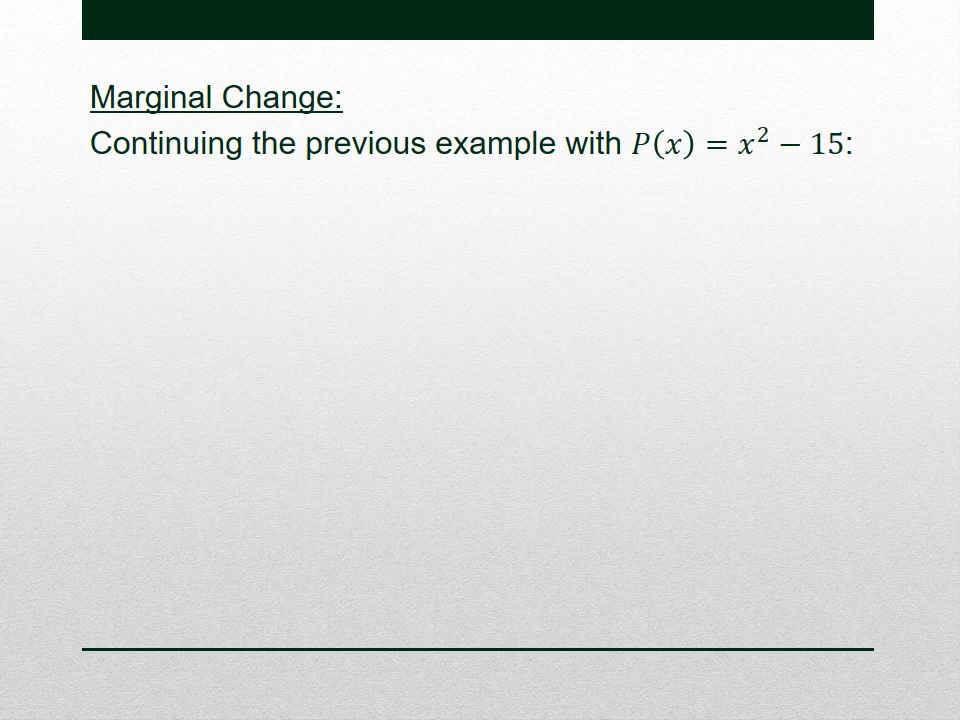 Marginal Change:
Continuing the previous example with 𝑃(𝑥) = 𝑥² − 15: